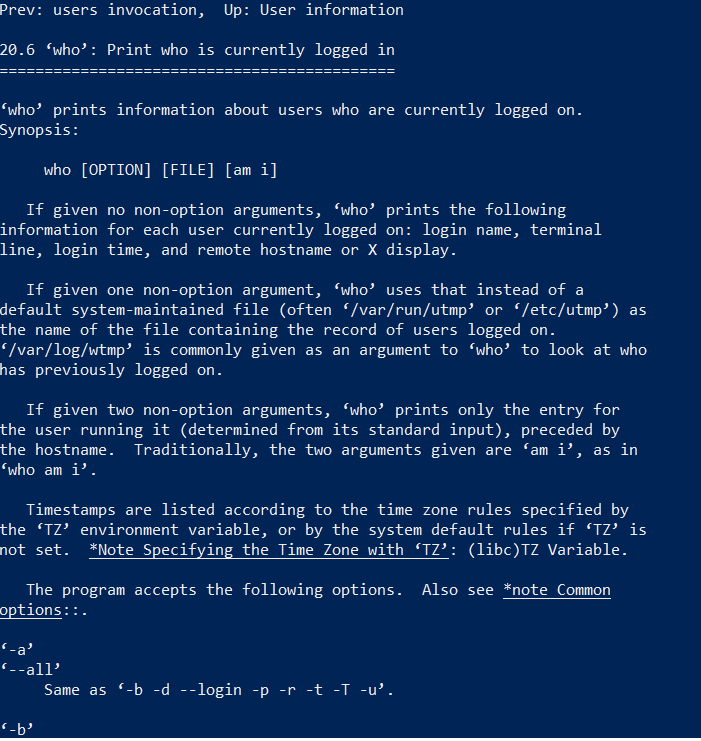 Prev: users invocation,  Up: User information
20.6 ‘who’: Print who is currently logged in
============================================
‘who’ prints information about users who are currently logged on.
Synopsis:
     who [OPTION] [FILE] [am i]
   If given no non-option arguments, ‘who’ prints the following
information for each user currently logged on: login name, terminal
line, login time, and remote hostname or X display.
   If given one non-option argument, ‘who’ uses that instead of a
default system-maintained file (often ‘/var/run/utmp’ or ‘/etc/utmp’) as
the name of the file containing the record of users logged on.
‘/var/log/wtmp’ is commonly given as an argument to ‘who’ to look at who
has previously logged on.
   If given two non-option arguments, ‘who’ prints only the entry for
the user running it (determined from its standard input), preceded by
the hostname.  Traditionally, the two arguments given are ‘am i’, as in
‘who am i’.
   Timestamps are listed according to the time zone rules specified by
the ‘TZ’ environment variable, or by the system default rules if ‘TZ’ is
not set.  *Note Specifying the Time Zone with ‘TZ’: (libc)TZ Variable.
   The program accepts the following options.  Also see *note Common
options::.
‘-a’
‘--all’
     Same as ‘-b -d --login -p -r -t -T -u’.
‘-b’